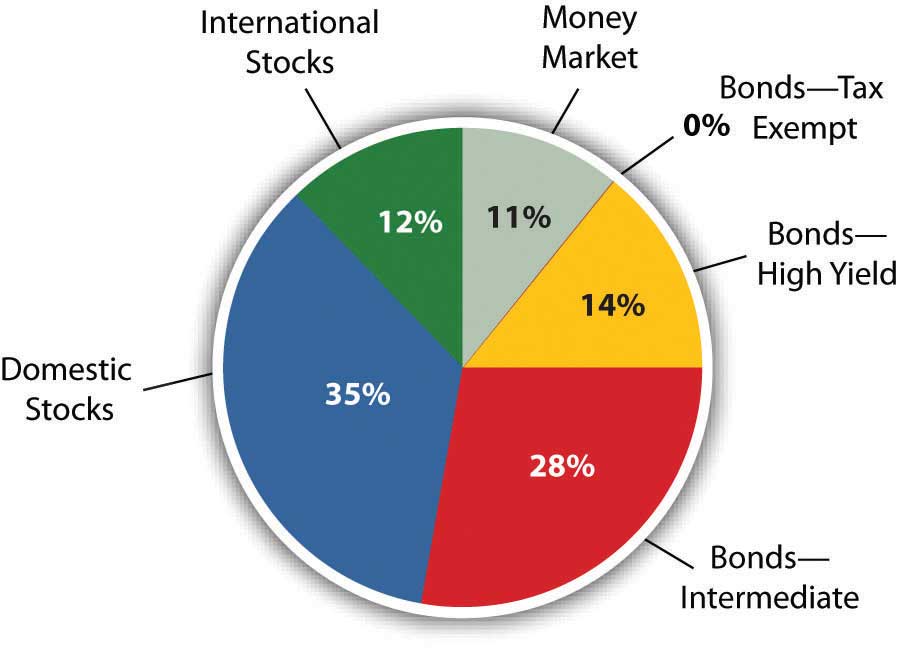 International
Stocks
Money
Market
Bonds—Tax
0% Exempt
12%
11%
Bonds—
High Yield
14%
Domestic
Stocks
35%
28%
Bonds—
Intermediate